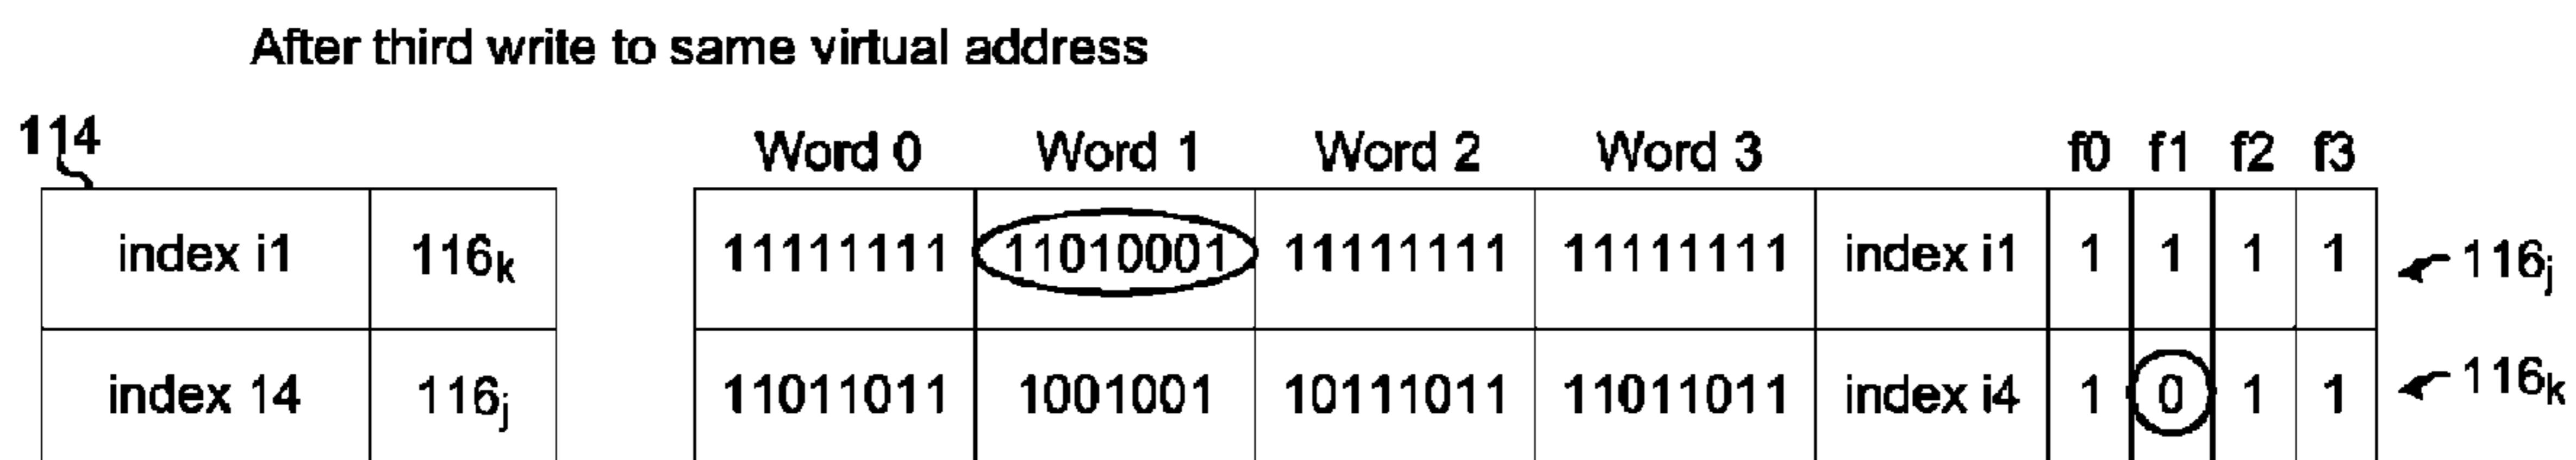 After third write to same virtual address
114
Word 0 Word 1 Word 2 Word 3 f0 f1 f2 f3
index i1 116k 11111111 11010001 11111111 11111111 index i1 1 1 1 1 116j
index 14 116j 11011011 1001001 10111011 11011011 index i4 1 0 1 1 116k